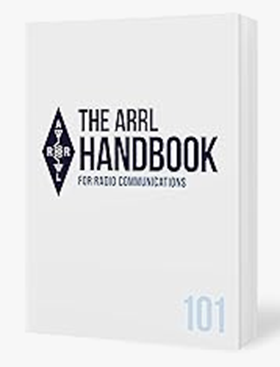 A
R R
L
THE ARRL
HANDBOOK
FOR RADIO COMMUNICATIONS
101